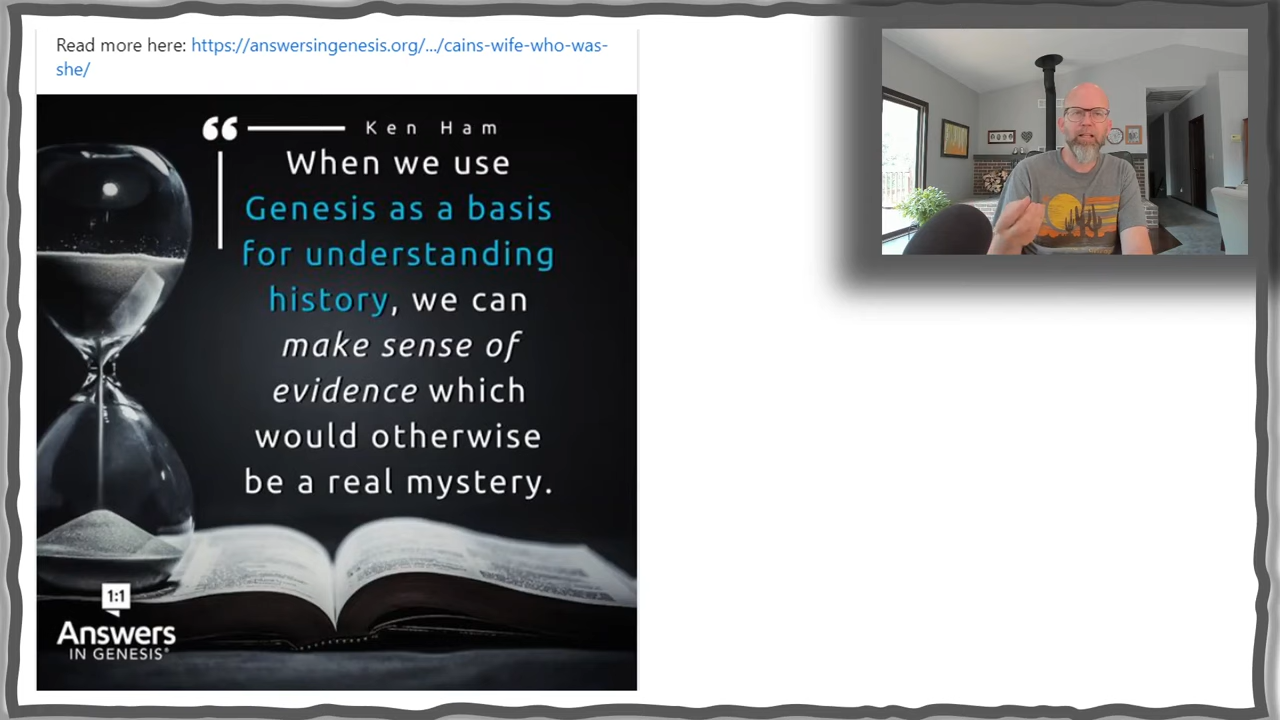 Read more here: https://answersingenesis.org/.../cains-wife-who-was-
she/
“ Ken Ham
When we use
Genesis as a basis
for understanding
history, we can
make sense of
evidence which
would otherwise
be a real mystery.
1:1
Answers
IN GENESIS®